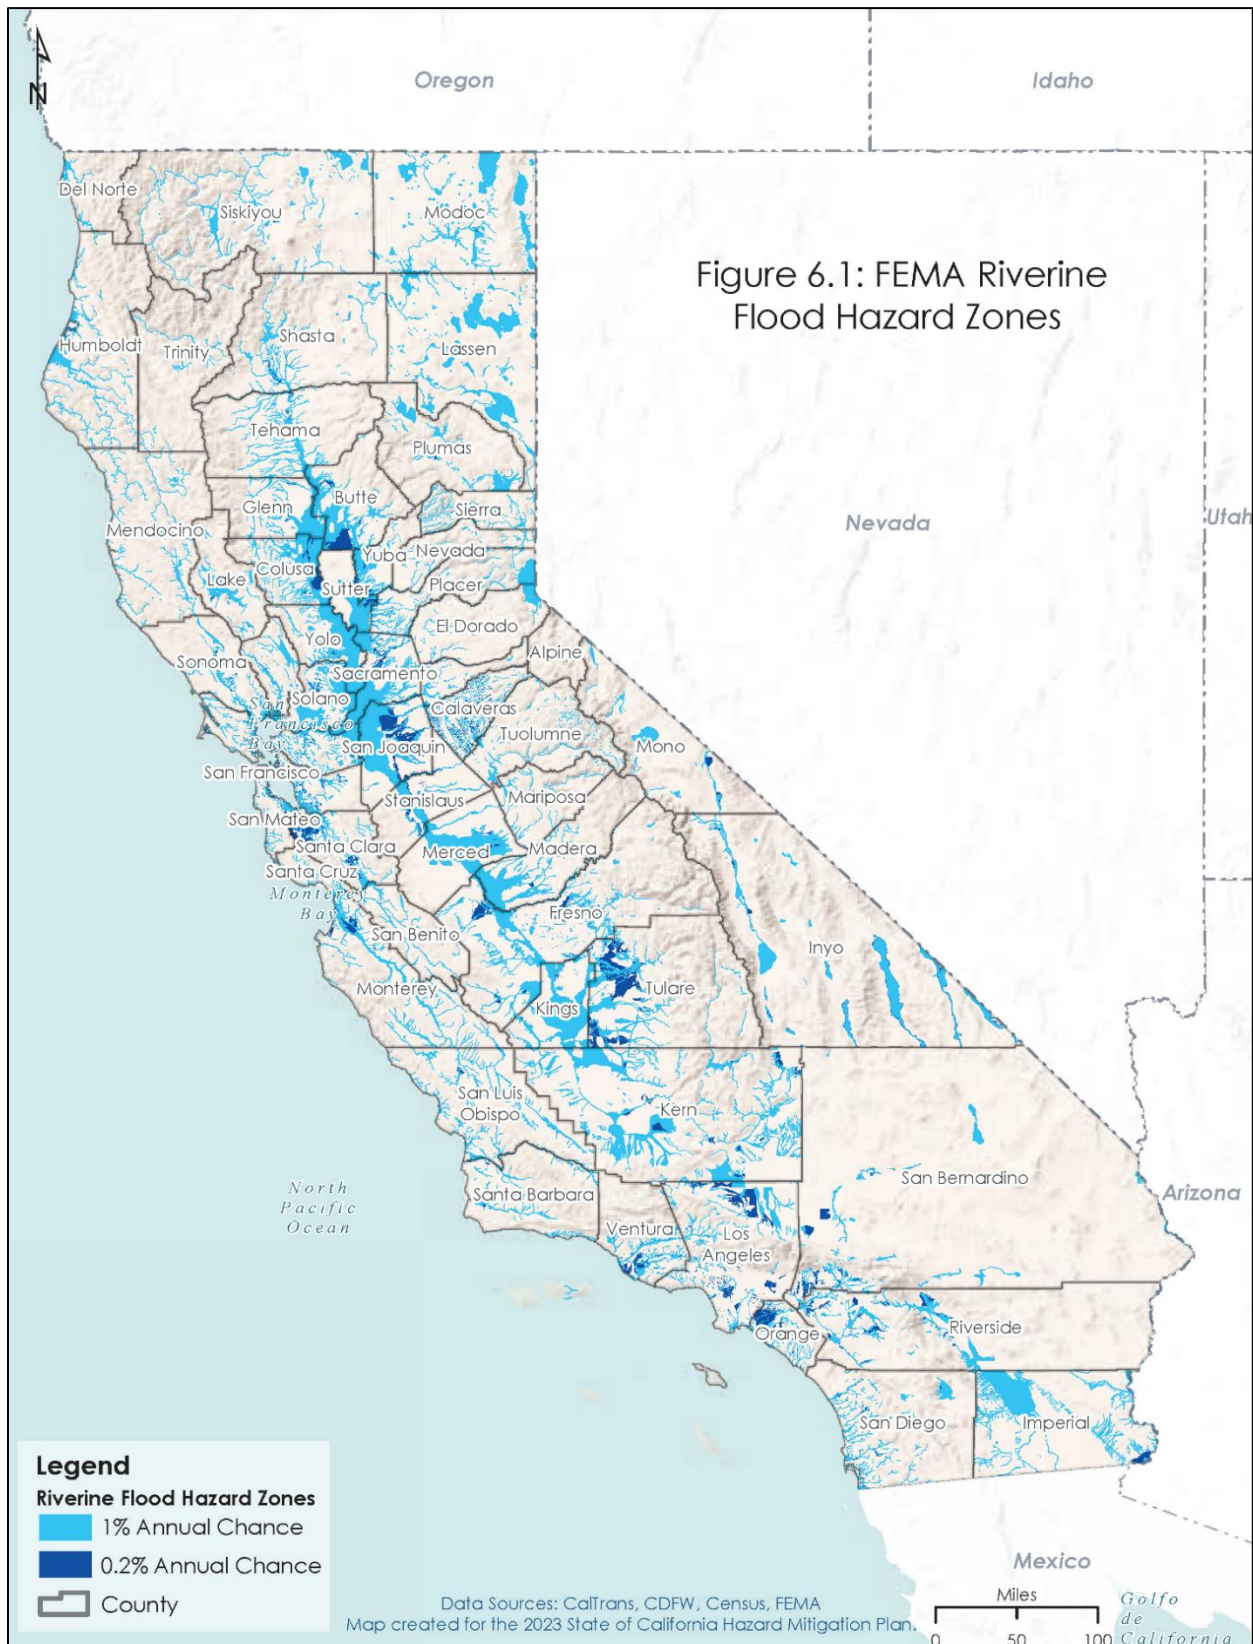 N
Oregon
Idaho
Del Norte
Siskiyou
Modoc
Figure 6.1: FEMA Riverine
Flood Hazard Zones
Humboldt
Trinity
Shasta
Lassen
Tehama
Plumas
Glenn
Butte
Sierra
Mendocino
Nevada
Utah
Lake
Colusa
Yuba
Nevada
Sutter
Placer
Yolo
El Dorado
Sonoma
Alpine
Sacramento
Solano
San
Francisco
Bay
Calaveras
Tuolumne
San Joaquin
Mono
San Francisco
Stanislaus
Mariposa
San Mateo
Santa Clara
Merced
Madera
Santa Cruz
Monterey
Bay
Fresno
San Benito
Inyo
Monterey
Kings
Tulare
San Luis
Obispo
Kern
North
Pacific
Ocean
Santa Barbara
San Bernardino
Arizona
Ventura
Los
Angeles
Orange
Riverside
San Diego
Imperial
Legend
Riverine Flood Hazard Zones
1% Annual Chance
0.2% Annual Chance
County
Data Sources: CalTrans, CDFW, Census, FEMA
Map created for the 2023 State of California Hazard Mitigation Plan.
Mexico
Miles
0 50 100
Golfo
de
California